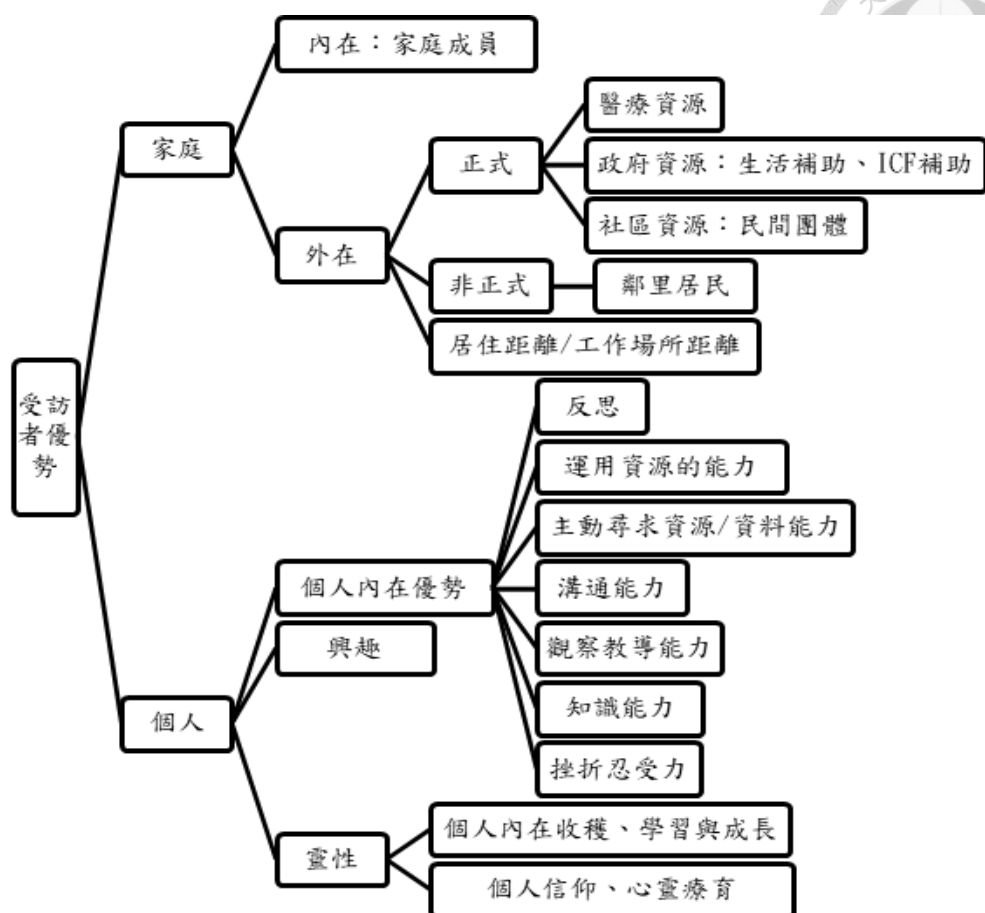 內在：家庭成員
醫療資源
家庭
正式
政府資源：生活補助、ICF補助
社區資源：民間團體
外在
非正式
鄰里居民
居住距離/工作場所距離
受訪
者優
勢
反思
運用資源的能力
主動尋求資源/資料能力
個人內在優勢
溝通能力
興趣
觀察教導能力
個人
知識能力
挫折忍受力
靈性
個人內在收穫、學習與成長
個人信仰、心靈療育